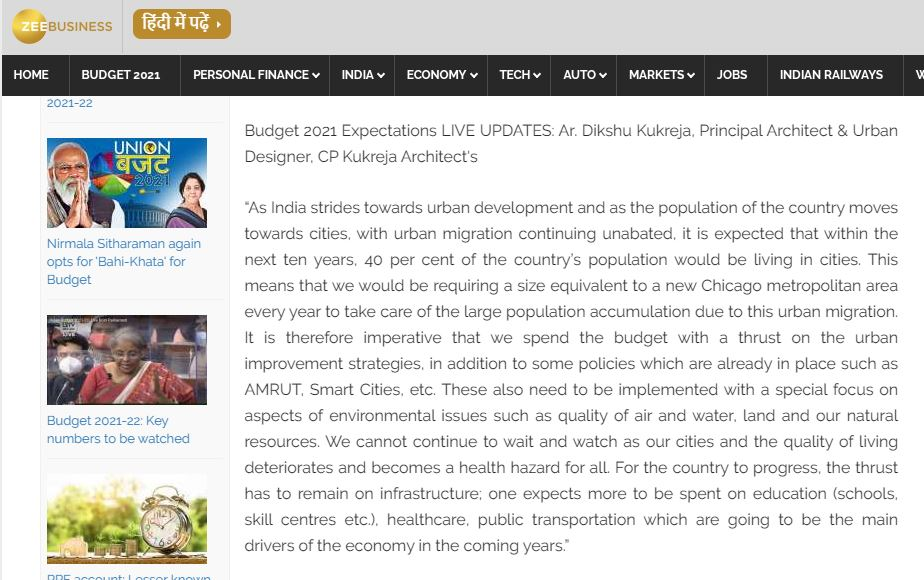 ZEEBUSINESS
हिंदी में पढ़ें
HOME
BUDGET 2021
PERSONAL FINANCE
INDIA
ECONOMY
TECH
AUTO
MARKETS
JOBS
INDIAN RAILWAYS
2021-22
UNION
बजट
2021
Nirmala Sitharaman again
opts for 'Bahi-Khata' for
Budget
Budget 2021-22: Key
numbers to be watched
PPF account: Lesser known
Budget 2021 Expectations LIVE UPDATES: Ar. Dikshu Kukreja, Principal Architect & Urban
Designer, CP Kukreja Architect's
“As India strides towards urban development and as the population of the country moves
towards cities, with urban migration continuing unabated, it is expected that within the
next ten years, 40 per cent of the country’s population would be living in cities. This
means that we would be requiring a size equivalent to a new Chicago metropolitan area
every year to take care of the large population accumulation due to this urban migration.
It is therefore imperative that we spend the budget with a thrust on the urban
improvement strategies, in addition to some policies which are already in place such as
AMRUT, Smart Cities, etc. These also need to be implemented with a special focus on
aspects of environmental issues such as quality of air and water, land and our natural
resources. We cannot continue to wait and watch as our cities and the quality of living
deteriorates and becomes a health hazard for all. For the country to progress, the thrust
has to remain on infrastructure; one expects more to be spent on education (schools,
skill centres etc.), healthcare, public transportation which are going to be the main
drivers of the economy in the coming years.”